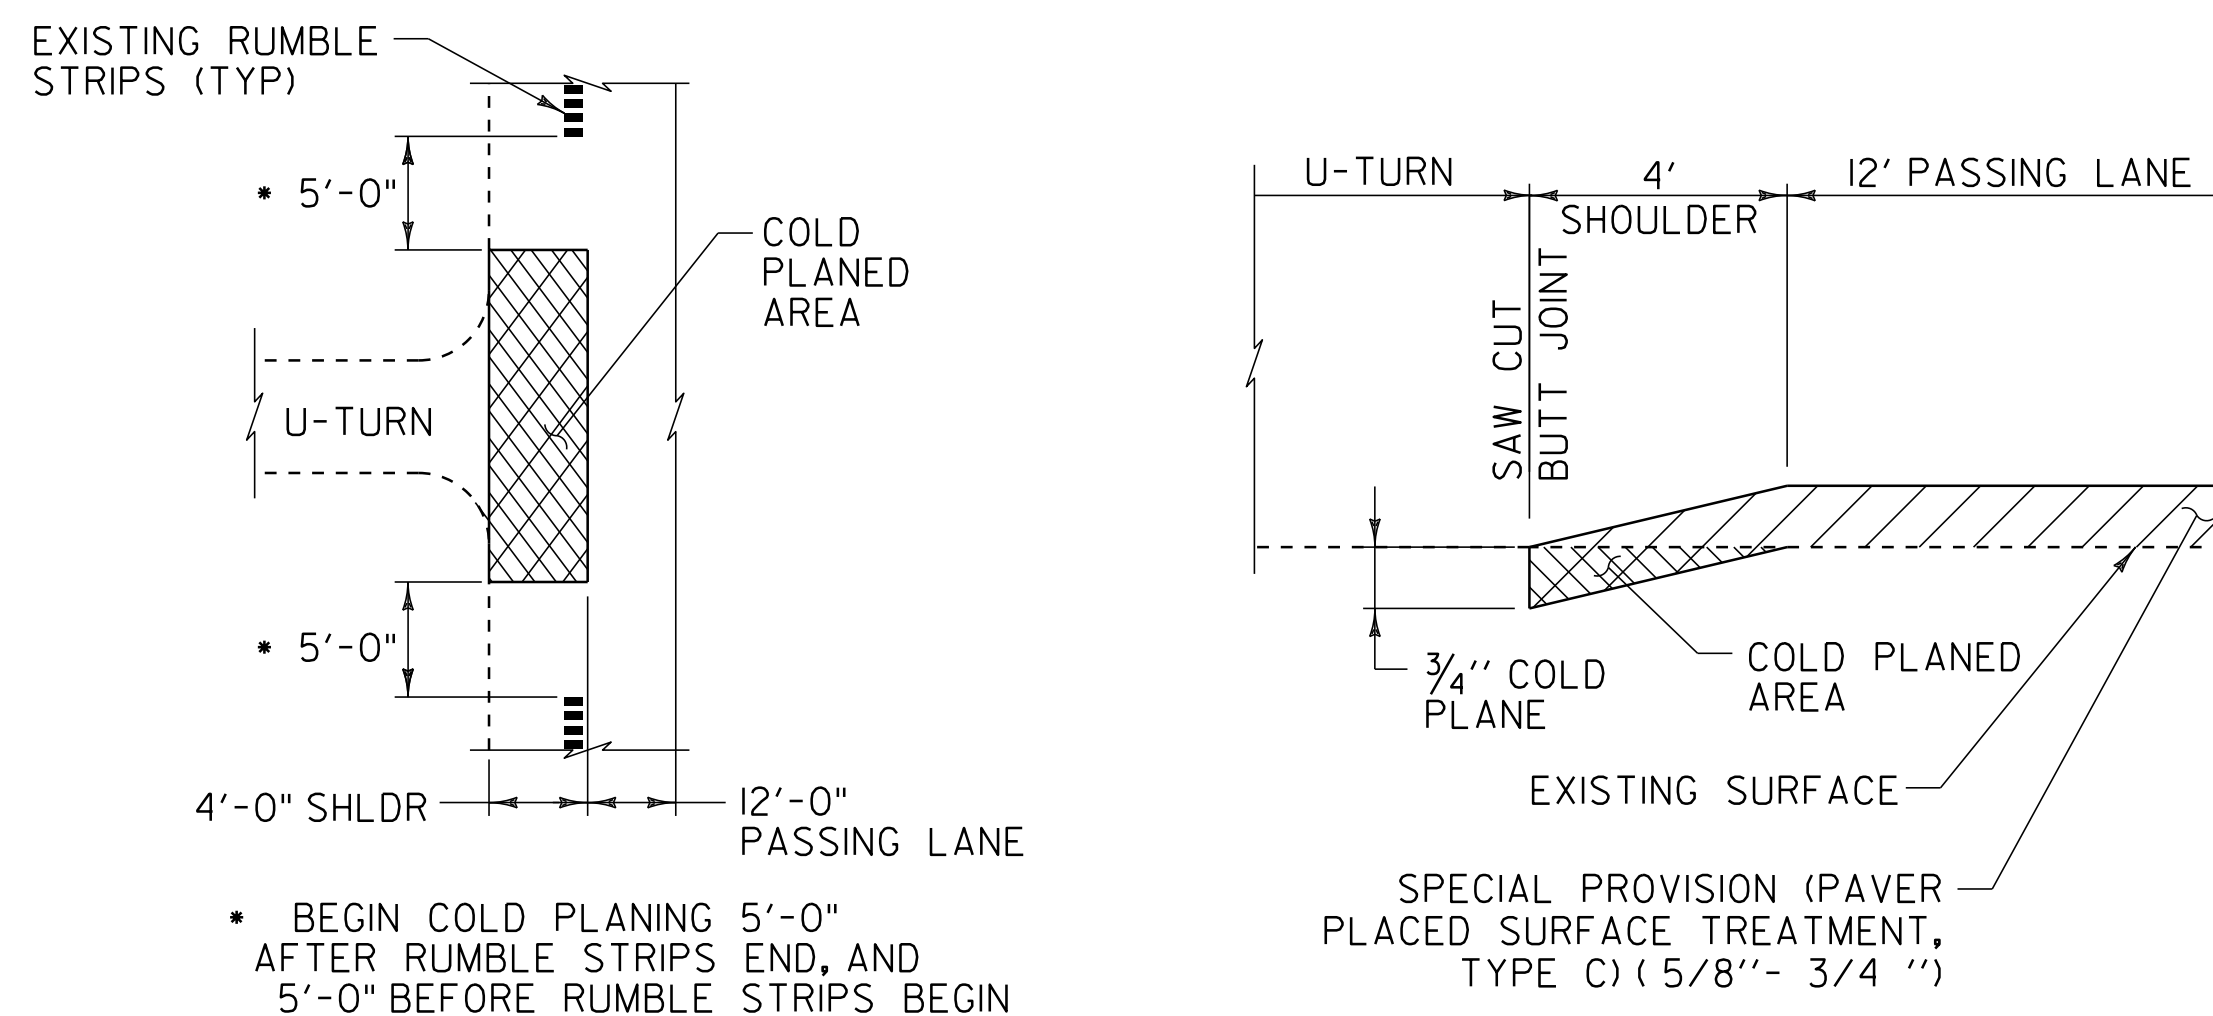 EXISTING RUMBLE
STRIPS (TYP)
* 5'-0"
COLD
PLANED
AREA
U-TURN
* 5'-0"
4'-0" SHLDR
12'-0"
PASSING LANE
* BEGIN COLD PLANING 5'-0"
AFTER RUMBLE STRIPS END, AND
5'-0" BEFORE RUMBLE STRIPS BEGIN
U-TURN
4'
SHOULDER
12' PASSING LANE
SAW CUT
BUTT JOINT
3/4'' COLD
PLANE
COLD PLANED
AREA
EXISTING SURFACE
SPECIAL PROVISION (PAVER
PLACED SURFACE TREATMENT,
TYPE C) ( 5/8''- 3/4 '')